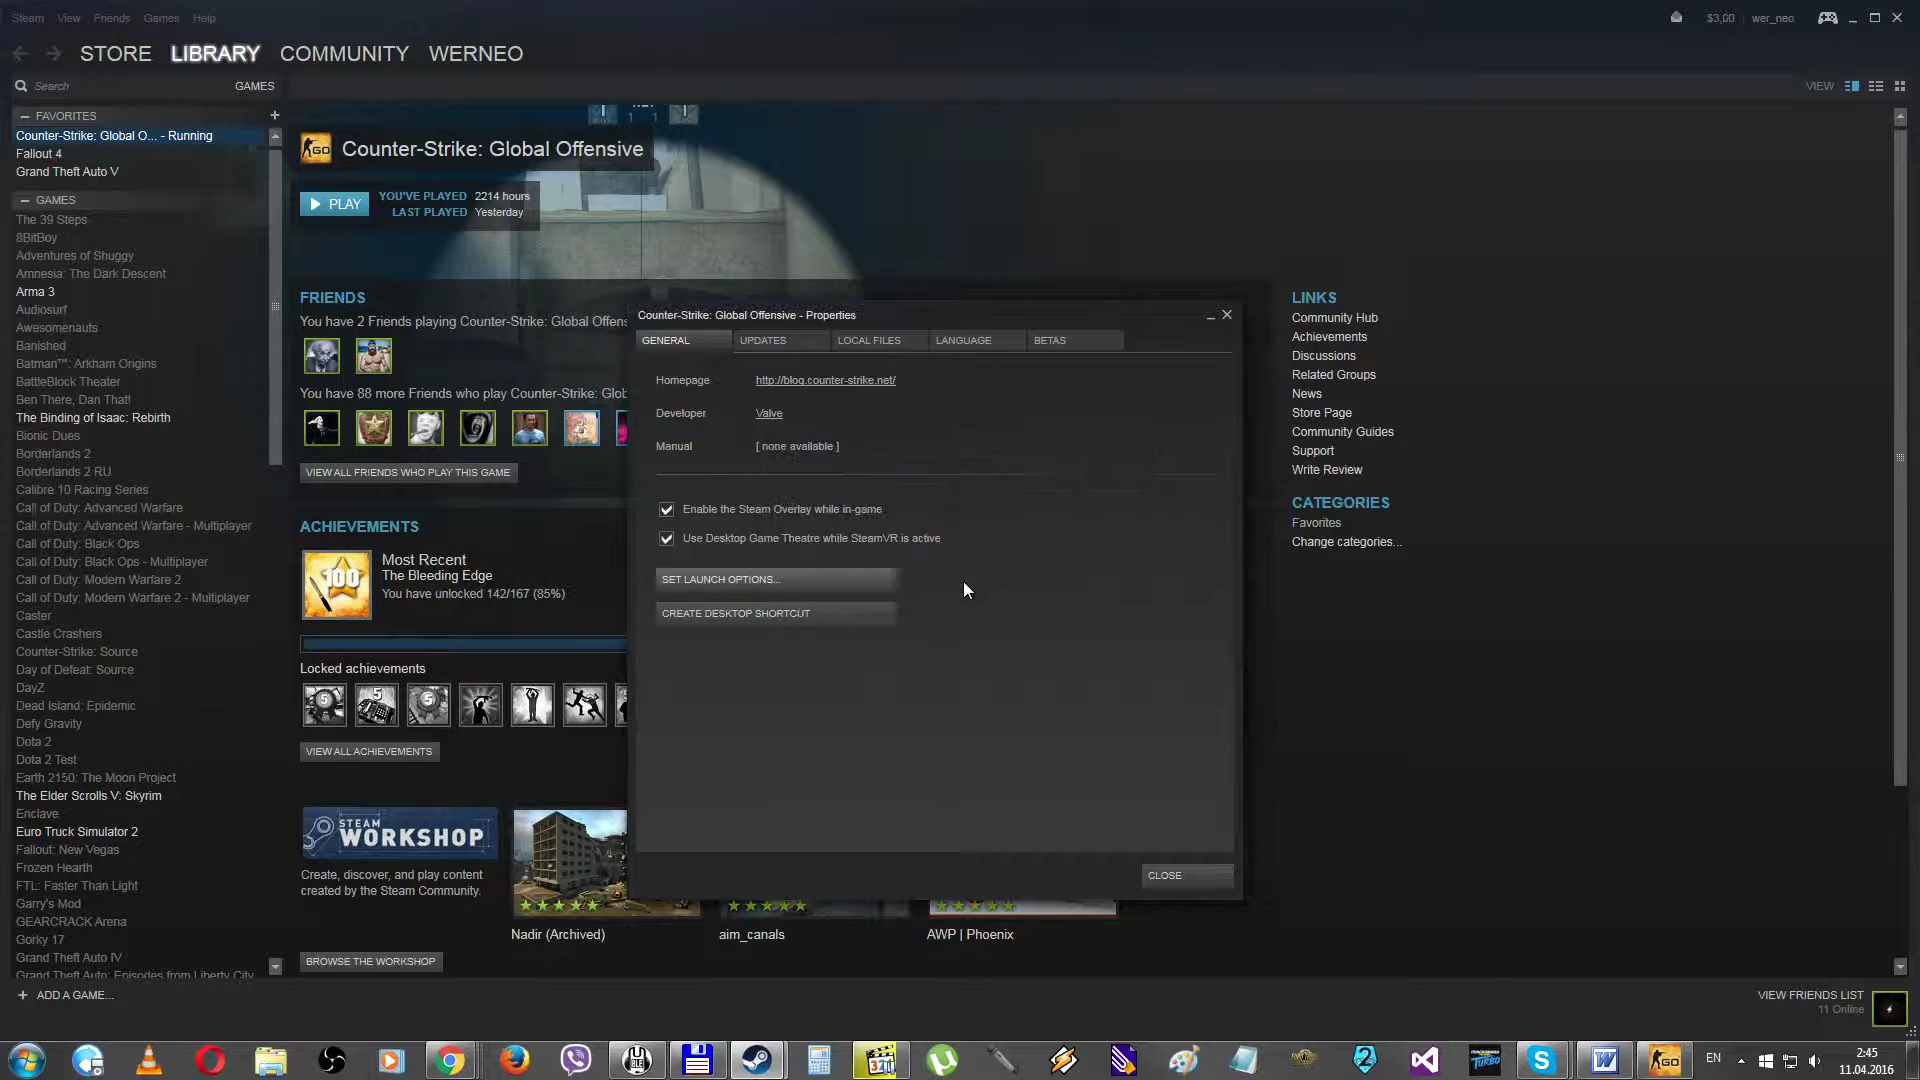 Steam View Friends Games Help
$3,00 wer_neo
STORE LIBRARY COMMUNITY WERNEO
Search GAMES
VIEW
FAVORITES
Counter-Strike: Global O... - Running
Fallout 4
Grand Theft Auto V
GAMES
The 39 Steps
8BitBoy
Adventures of Shuggy
Amnesia: The Dark Descent
Arma 3
Audiosurf
Awesomenauts
Banished
Batman™: Arkham Origins
BattleBlock Theater
Ben There, Dan That!
The Binding of Isaac: Rebirth
Bionic Dues
Borderlands 2
Borderlands 2 RU
Calibre 10 Racing Series
Call of Duty: Advanced Warfare
Call of Duty: Advanced Warfare - Multiplayer
Call of Duty: Black Ops
Call of Duty: Black Ops - Multiplayer
Call of Duty: Modern Warfare 2
Call of Duty: Modern Warfare 2 - Multiplayer
Caster
Castle Crashers
Counter-Strike: Source
Day of Defeat: Source
DayZ
Dead Island: Epidemic
Defy Gravity
Dota 2
Dota 2 Test
Earth 2150: The Moon Project
The Elder Scrolls V: Skyrim
Enclave
Euro Truck Simulator 2
Fallout: New Vegas
Frozen Hearth
FTL: Faster Than Light
Garry's Mod
GEARCRACK Arena
Gorky 17
Grand Theft Auto IV
Grand Theft Auto: Episodes from Liberty City
ADD A GAME...
Counter-Strike: Global Offensive
PLAY
YOU'VE PLAYED 2214 hours
LAST PLAYED Yesterday
FRIENDS
You have 2 Friends playing Counter-Strike: Global Offens
You have 88 more Friends who play Counter-Strike: Glob
VIEW ALL FRIENDS WHO PLAY THIS GAME
ACHIEVEMENTS
100
Most Recent
The Bleeding Edge
You have unlocked 142/167 (85%)
Locked achievements
5 5 5
VIEW ALL ACHIEVEMENTS
STEAM
WORKSHOP
Create, discover, and play content
created by the Steam Community.
Nadir (Archived)
aim_canals
AWP | Phoenix
BROWSE THE WORKSHOP
Counter-Strike: Global Offensive - Properties
GENERAL UPDATES LOCAL FILES LANGUAGE BETAS
Homepage http://blog.counter-strike.net/
Developer Valve
Manual [ none available ]
Enable the Steam Overlay while in-game
Use Desktop Game Theatre while SteamVR is active
SET LAUNCH OPTIONS...
CREATE DESKTOP SHORTCUT
CLOSE
LINKS
Community Hub
Achievements
Discussions
Related Groups
News
Store Page
Community Guides
Support
Write Review
CATEGORIES
Favorites
Change categories...
VIEW FRIENDS LIST
11 Online
EN
2:45
11.04.2016